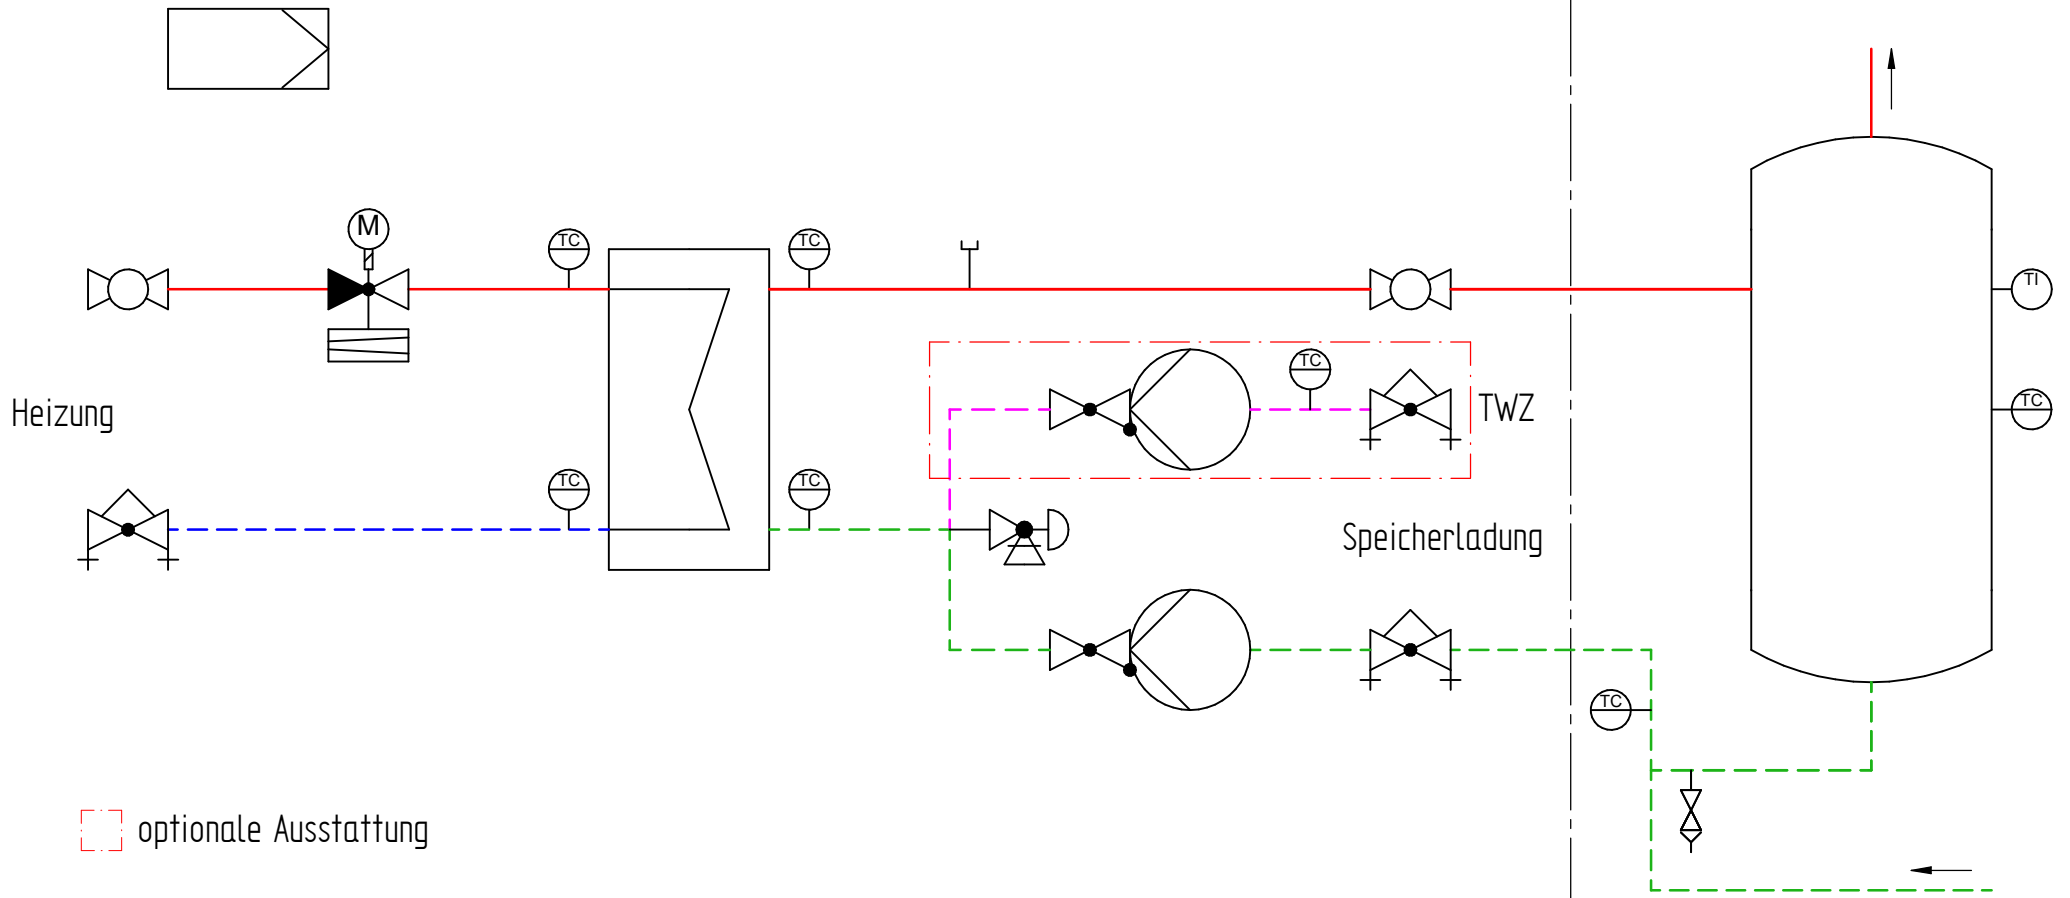 M
TC
TC
TI
TC
TC
Heizung
TWZ
TC
TC
Speicherladung
TC
optionale Ausstattung